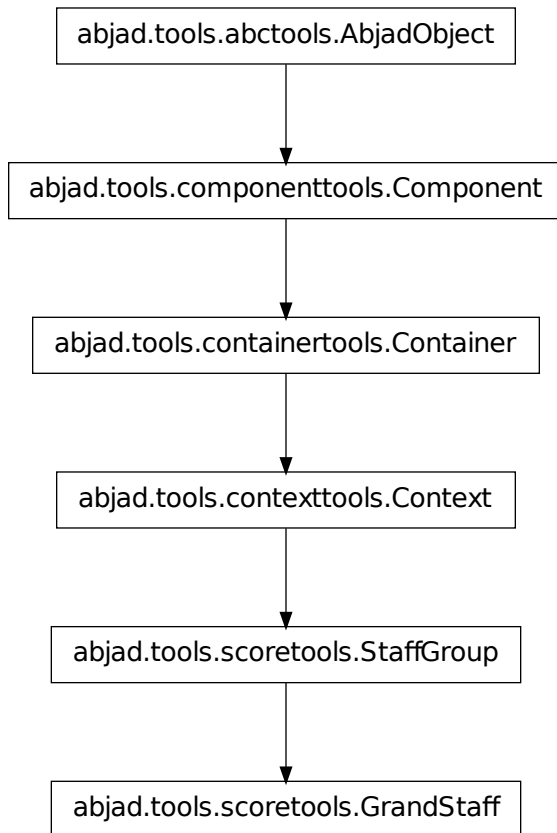 abjad.tools.abctools.AbjadObject
abjad.tools.componenttools.Component
abjad.tools.containertools.Container
abjad.tools.contexttools.Context
abjad.tools.scoretools.StaffGroup
abjad.tools.scoretools.GrandStaff